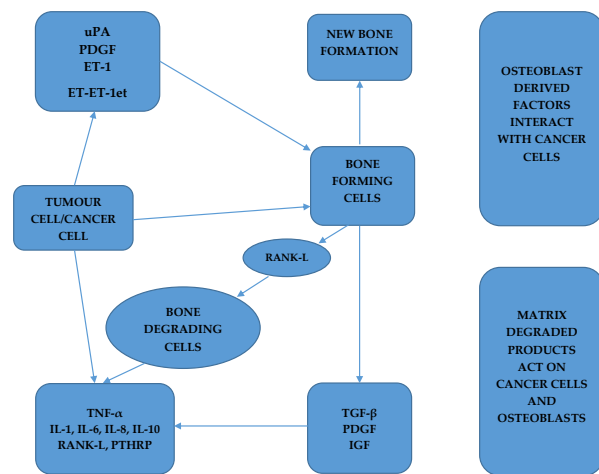 uPA
PDGF
ET-1
ET-ET-1et
NEW BONE
FORMATION
OSTEOBLAST
DERIVED
FACTORS
INTERACT
WITH CANCER
CELLS
BONE
FORMING
CELLS
TUMOUR
CELL/CANCER
CELL
RANK-L
BONE
DEGRADING
CELLS
MATRIX
DEGRADED
PRODUCTS
ACT ON
CANCER CELLS
AND
OSTEOBLASTS
TNF-α
IL-1, IL-6, IL-8, IL-10
RANK-L, PTHRP
TGF-β
PDGF
IGF